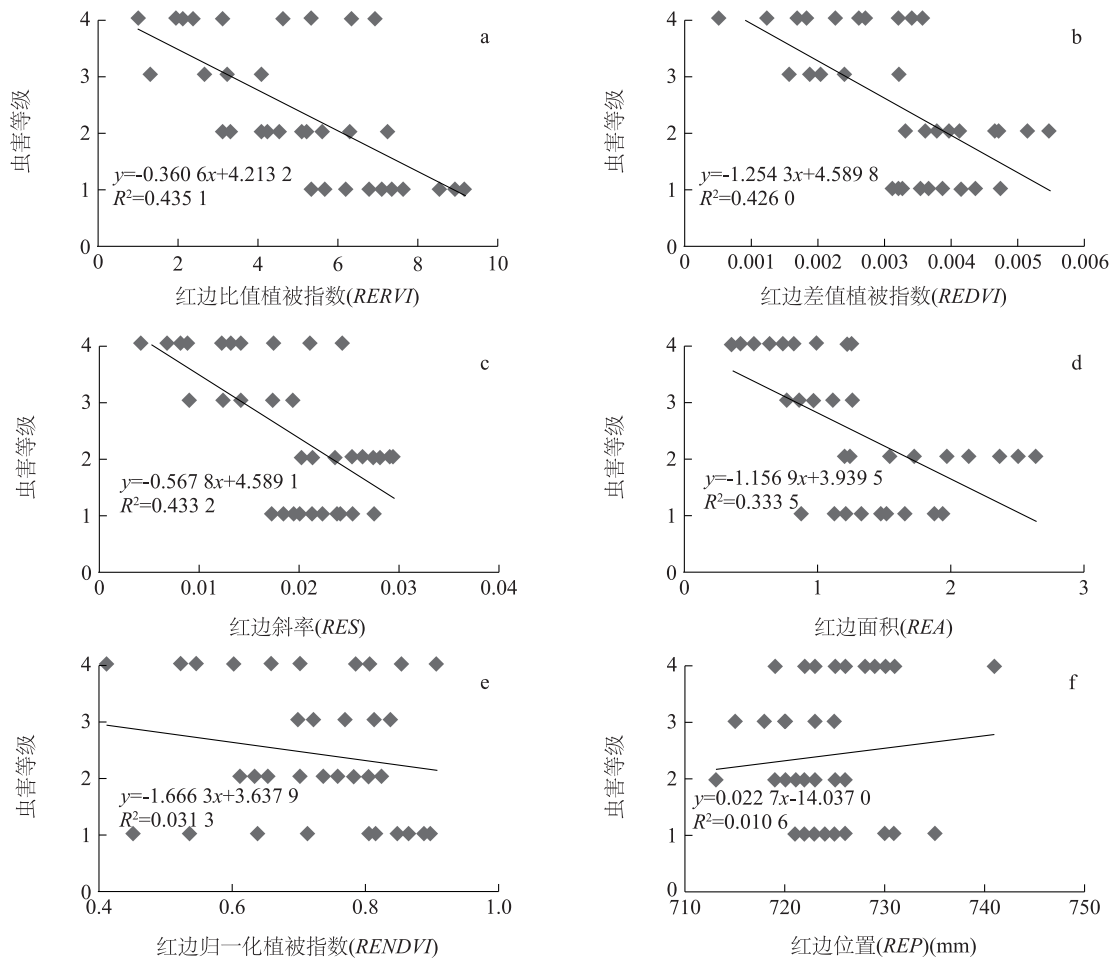 4
3
2
1
0
虫害等级
a
y=-0.360 6x+4.213 2
R²=0.435 1
0 2 4 6 8 10
红边比值植被指数(RERVI)
4
3
2
1
0
虫害等级
b
y=-1.254 3x+4.589 8
R²=0.426 0
0 0.001 0.002 0.003 0.004 0.005 0.006
红边差值植被指数(REDVI)
4
3
2
1
0
虫害等级
c
y=-0.567 8x+4.589 1
R²=0.433 2
0 0.01 0.02 0.03 0.04
红边斜率(RES)
4
3
2
1
0
虫害等级
d
y=-1.156 9x+3.939 5
R²=0.333 5
0 1 2 3
红边面积(REA)
4
3
2
1
0
虫害等级
e
y=-1.666 3x+3.637 9
R²=0.031 3
0.4 0.6 0.8 1.0
红边归一化植被指数(RENDVI)
4
3
2
1
0
虫害等级
f
y=0.022 7x-14.037 0
R²=0.010 6
710 720 730 740 750
红边位置(REP)(mm)